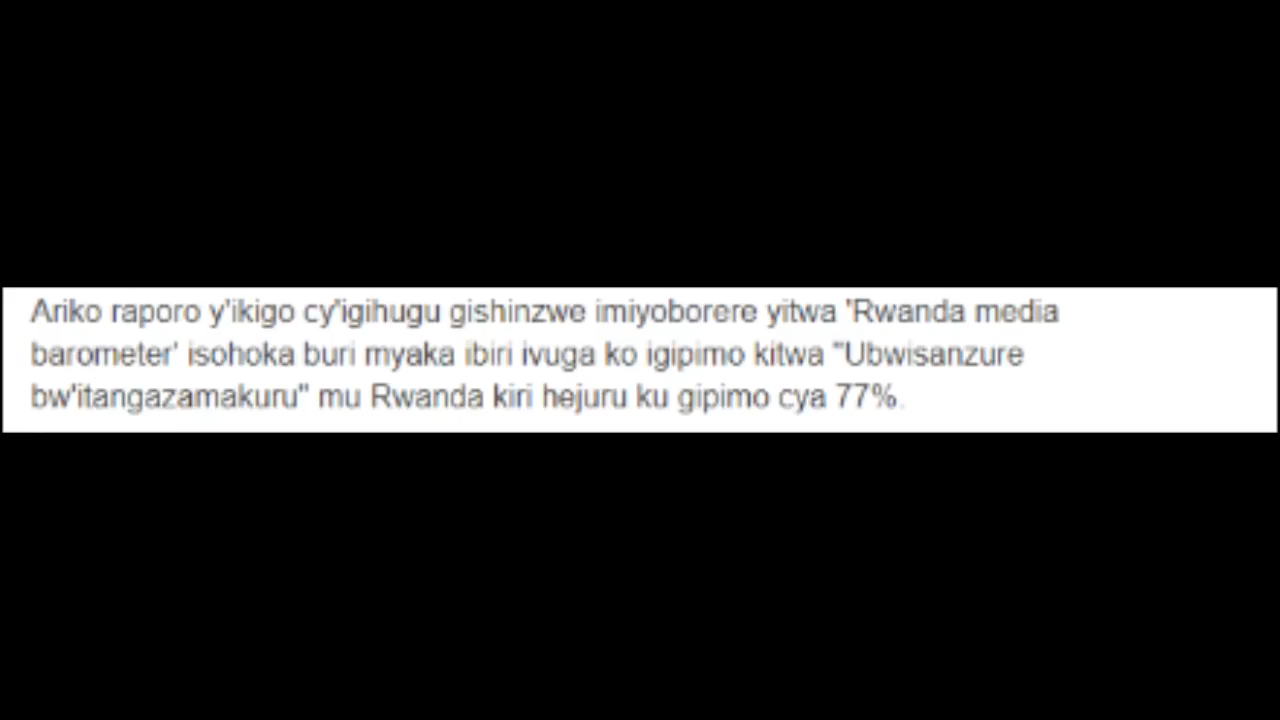 Ariko raporo y'ikigo cy'igihugu gishinzwe imiyoborere yitwa 'Rwanda media
barometer' isohoka buri myaka ibiri ivuga ko igipimo kitwa "Ubwisanzure
bw'itangazamakuru" mu Rwanda kiri hejuru ku gipimo cya 77%.